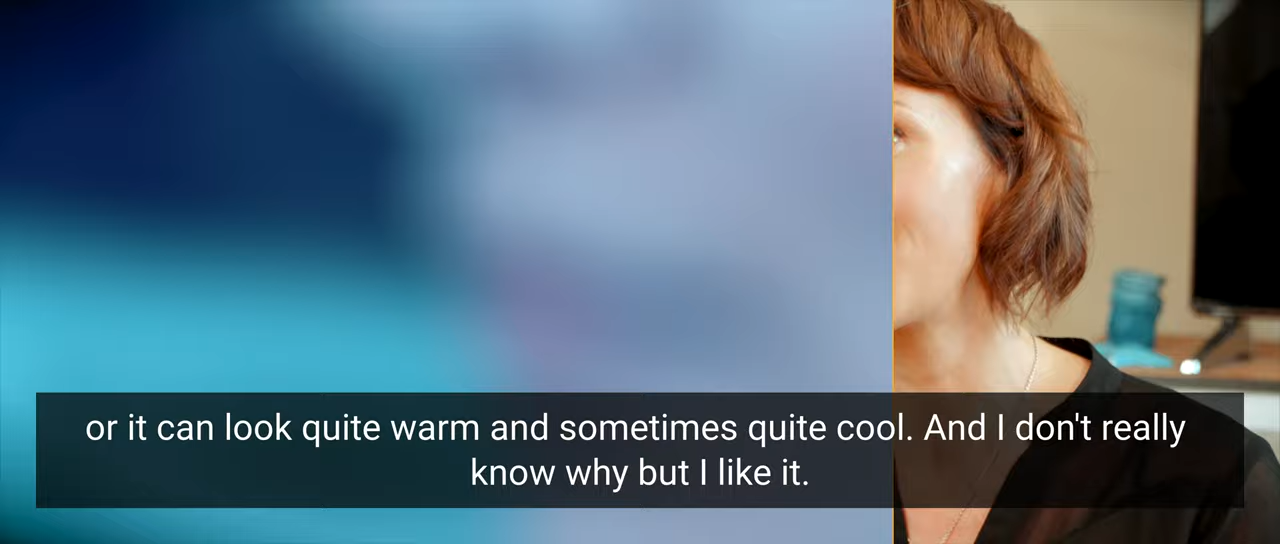 or it can look quite warm and sometimes quite cool. And I don't really
know why but I like it.